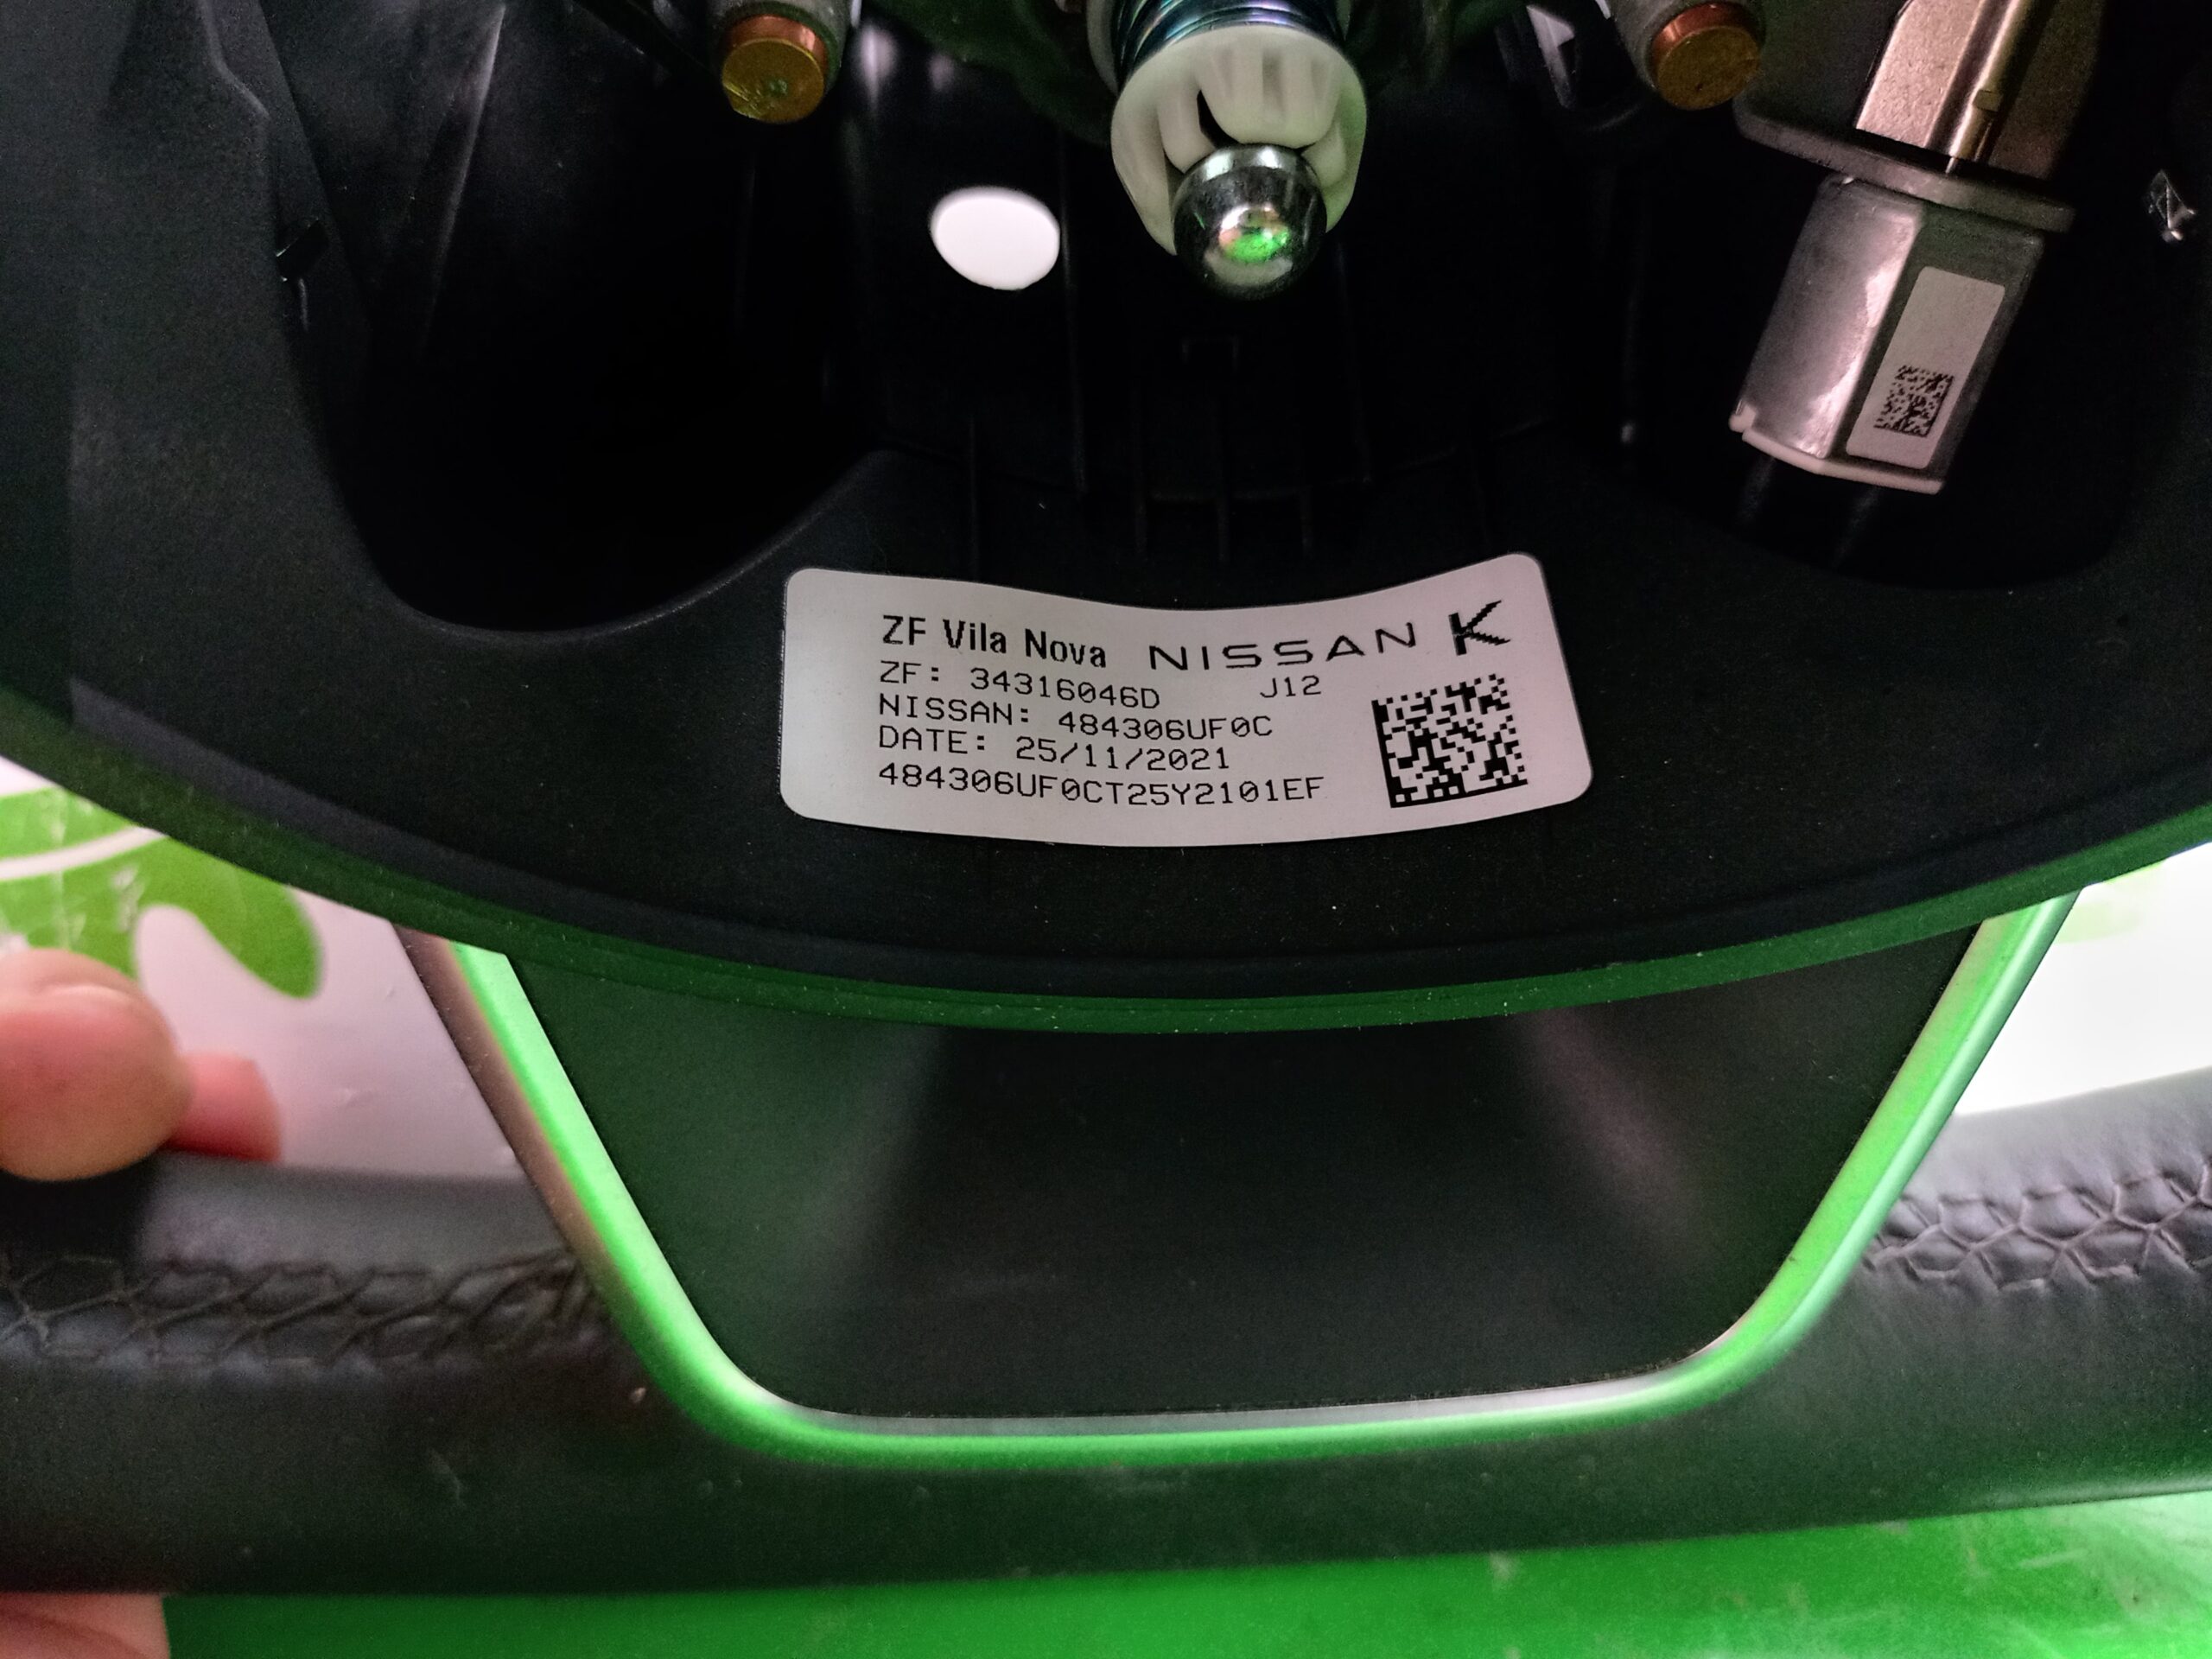 ZF Vila Nova NISSAN K
ZF: 34316046D J12
NISSAN: 484306UF0C
DATE: 25/11/2021
484306UF0CT25Y2101EF